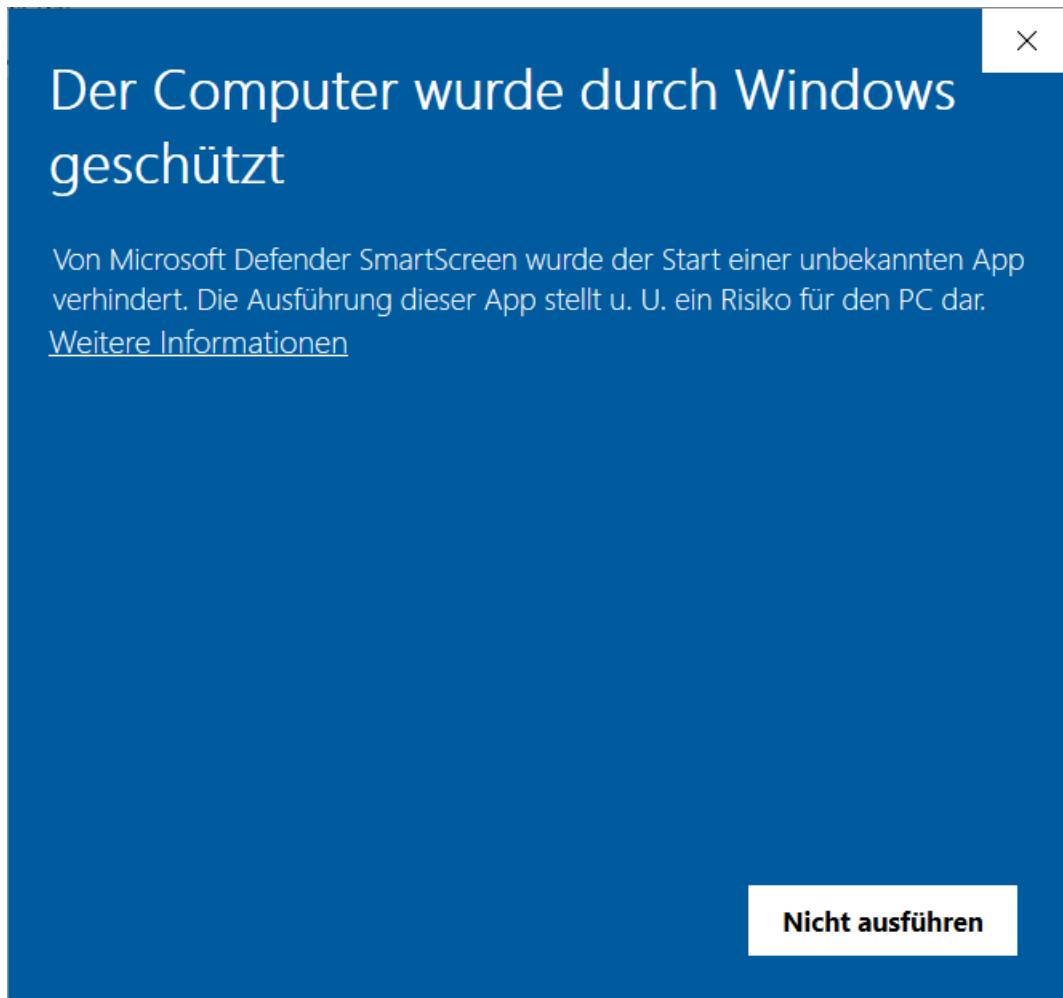 Der Computer wurde durch Windows
geschützt
Von Microsoft Defender SmartScreen wurde der Start einer unbekannten App
verhindert. Die Ausführung dieser App stellt u. U. ein Risiko für den PC dar.
Weitere Informationen
Nicht ausführen